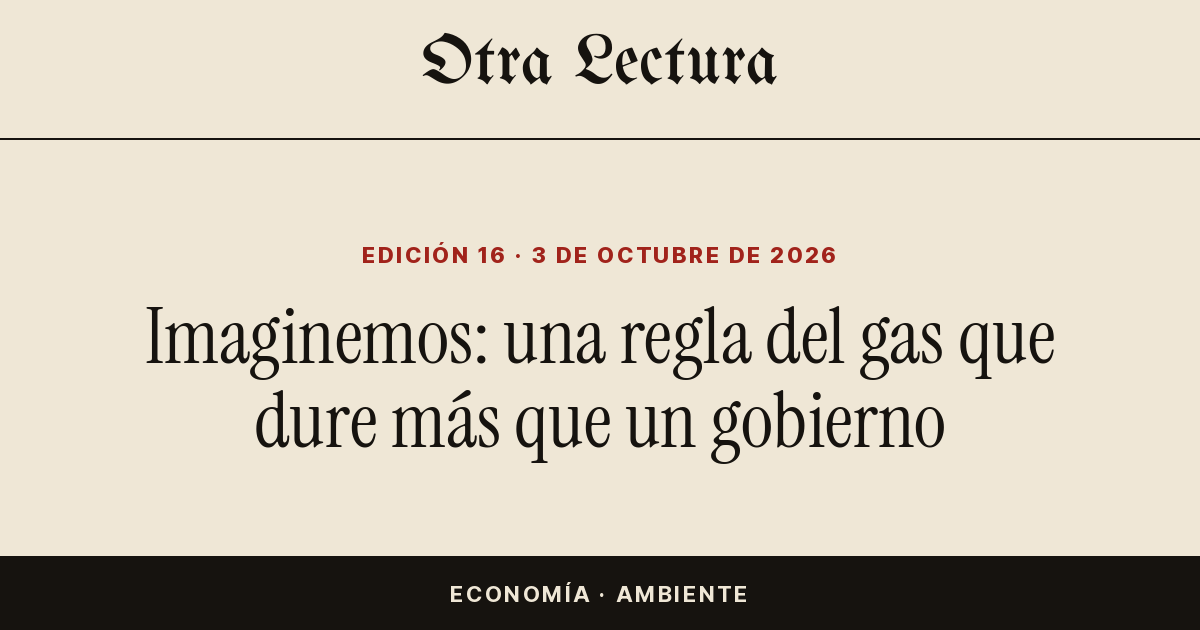 Otra Lectura
EDICIÓN 16 · 3 DE OCTUBRE DE 2026
Imaginemos: una regla del gas que
dure más que un gobierno
ECONOMÍA · AMBIENTE